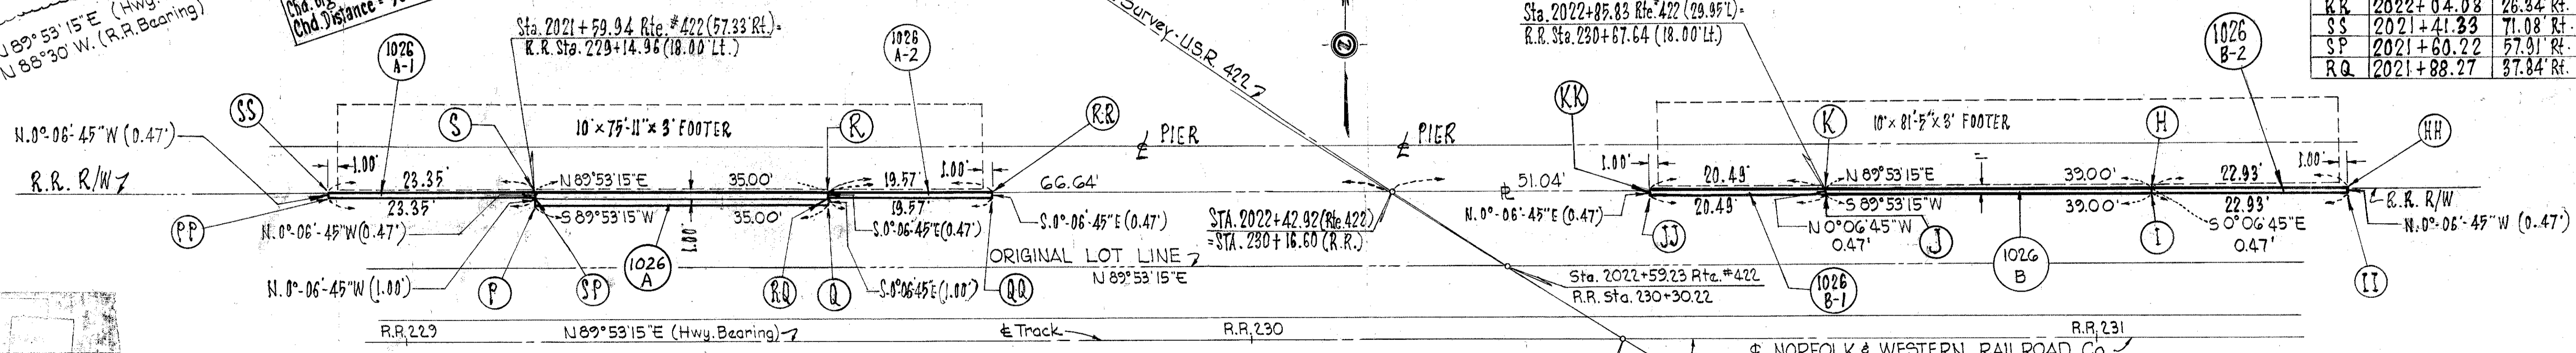 N 89°53'15"E (Hwy.
N 88°30' W. (R.R. Bearing)
Chd. Distance =
Sta. 2021+59.94 Rte. #422 (57.33' Rt.)=
R.R. Sta. 229+14.96 (18.00' Lt.)
1026
A-1
1026
A-2
Survey - U.S.R. 422
Sta. 2022+85.83 Rte. #422 (29.95'L)=
R.R. Sta. 230+67.64 (18.00' Lt.)
1026
B-2
KK 2022+04.08 26.34' Rt.
SS 2021+41.33 71.08' Rt.
SP 2021+60.22 57.91' Rt.
RQ 2021+88.27 37.84' Rt.
SS
S
10' x 75'-11" x 3' FOOTER
R
RR
℄ PIER
℄ PIER
KK
K
10' x 81'-5" x 3' FOOTER
H
HH
N. 0°-06'-45" W (0.47')
1.00'
1.00'
1.00'
1.00'
R.R. R/W
23.35'
N 89°53'15"E
35.00'
19.57'
66.64'
51.04'
20.49'
N 89°53'15"E
39.00'
22.93'
R.R. R/W
23.35'
S 89°53'15"W
35.00'
19.57'
20.49'
S 89°53'15"W
39.00'
22.93'
PP
N. 0°-06'-45" W (0.47')
1.00'
S. 0°-06'-45" E (0.47')
S. 0°-06'-45" E (0.47')
STA. 2022+42.92 (Rte. 422)
=STA. 230+16.60 (R.R.)
N. 0°-06'-45" E (0.47')
JJ
N 0°06'45"W
0.47'
J
I
S 0°06'45"E
0.47'
N. 0°-06'-45" W (0.47')
ORIGINAL LOT LINE
N 89°53'15"E
N. 0°-06'-45" W (1.00')
P
SP
1026
A
RQ
Q
S. 0°06'45"E (1.00')
QQ
Sta. 2022+59.23 Rte. #422
R.R. Sta. 230+30.22
1026
B-1
1026
B
II
R.R. 229
N 89°53'15"E (Hwy. Bearing)
℄ Track
R.R. 230
R.R. 231
℄ NORFOLK & WESTERN RAILROAD Co.